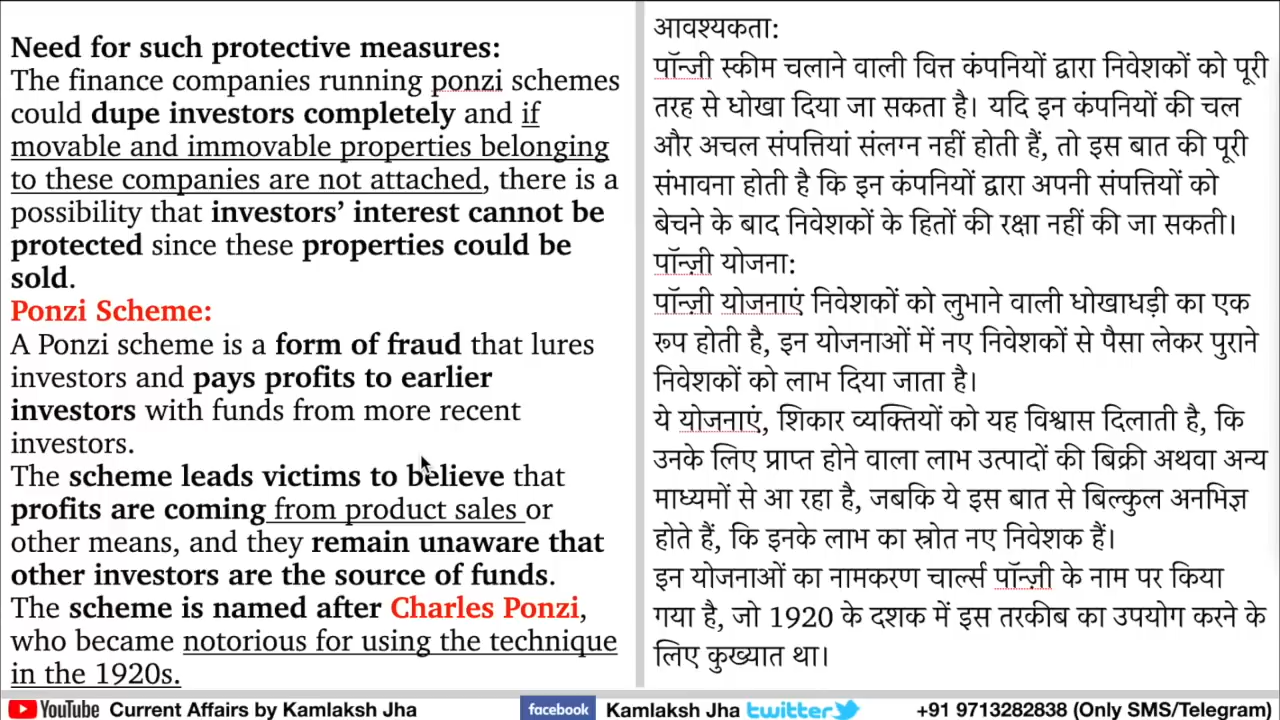 Need for such protective measures:
The finance companies running ponzi schemes
could dupe investors completely and if
movable and immovable properties belonging
to these companies are not attached, there is a
possibility that investors’ interest cannot be
protected since these properties could be
sold.
Ponzi Scheme:
A Ponzi scheme is a form of fraud that lures
investors and pays profits to earlier
investors with funds from more recent
investors.
The scheme leads victims to believe that
profits are coming from product sales or
other means, and they remain unaware that
other investors are the source of funds.
The scheme is named after Charles Ponzi,
who became notorious for using the technique
in the 1920s.
आवश्यकता:
पॉन्जी स्कीम चलाने वाली वित्त कंपनियों द्वारा निवेशकों को पूरी
तरह से धोखा दिया जा सकता है। यदि इन कंपनियों की चल
और अचल संपत्तियां संलग्न नहीं होती हैं, तो इस बात की पूरी
संभावना होती है कि इन कंपनियों द्वारा अपनी संपत्तियों को
बेचने के बाद निवेशकों के हितों की रक्षा नहीं की जा सकती।
पॉन्ज़ी योजना:
पॉन्ज़ी योजनाएं निवेशकों को लुभाने वाली धोखाधड़ी का एक
रूप होती है, इन योजनाओं में नए निवेशकों से पैसा लेकर पुराने
निवेशकों को लाभ दिया जाता है।
ये योजनाएं, शिकार व्यक्तियों को यह विश्वास दिलाती है, कि
उनके लिए प्राप्त होने वाला लाभ उत्पादों की बिक्री अथवा अन्य
माध्यमों से आ रहा है, जबकि ये इस बात से बिल्कुल अनभिज्ञ
होते हैं, कि इनके लाभ का स्रोत नए निवेशक हैं।
इन योजनाओं का नामकरण चार्ल्स पॉन्ज़ी के नाम पर किया
गया है, जो 1920 के दशक में इस तरकीब का उपयोग करने के
लिए कुख्यात था।
YouTube Current Affairs by Kamlaksh Jha facebook Kamlaksh Jha twitter +91 9713282838 (Only SMS/Telegram)